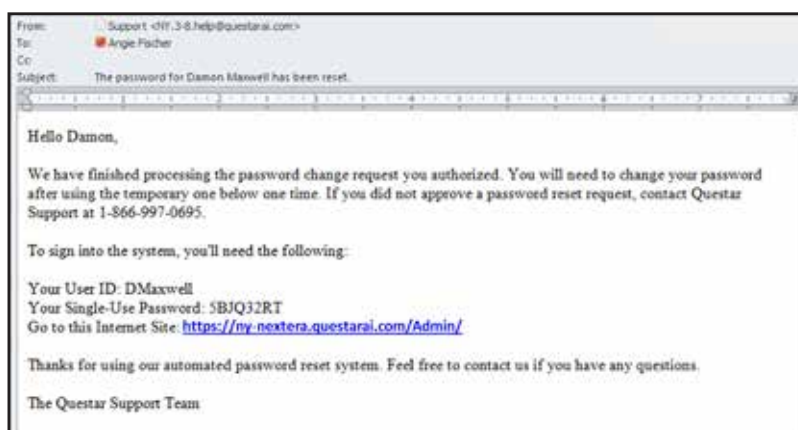 From: Support <NY.3-8.help@questarai.com>
To: Angie Fischer
Cc
Subject: The password for Damon Maxwell has been reset.
Hello Damon,
We have finished processing the password change request you authorized. You will need to change your password
after using the temporary one below one time. If you did not approve a password reset request, contact Questar
Support at 1-866-997-0695.
To sign into the system, you'll need the following:
Your User ID: DMaxwell
Your Single-Use Password: 5BJQ32RT
Go to this Internet Site: https://ny-nextera.questarai.com/Admin/
Thanks for using our automated password reset system. Feel free to contact us if you have any questions.
The Questar Support Team